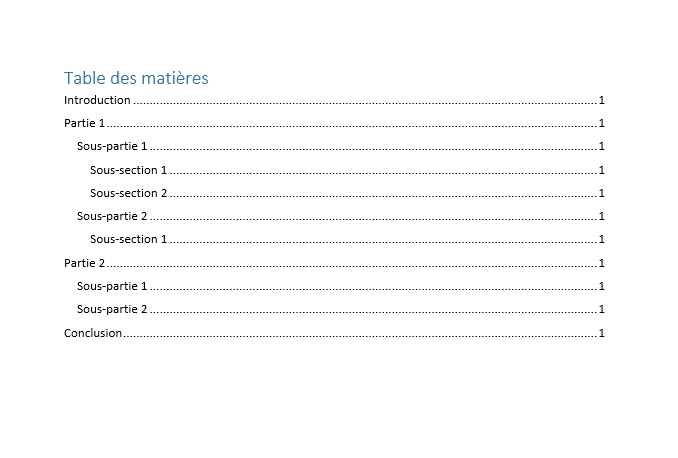 Table des matières
Introduction ........................................................................................................................................ 1
Partie 1 ........................................................................................................................................ 1
Sous-partie 1 ........................................................................................................................................ 1
Sous-section 1 ........................................................................................................................................ 1
Sous-section 2 ........................................................................................................................................ 1
Sous-partie 2 ........................................................................................................................................ 1
Sous-section 1 ........................................................................................................................................ 1
Partie 2 ........................................................................................................................................ 1
Sous-partie 1 ........................................................................................................................................ 1
Sous-partie 2 ........................................................................................................................................ 1
Conclusion ........................................................................................................................................ 1